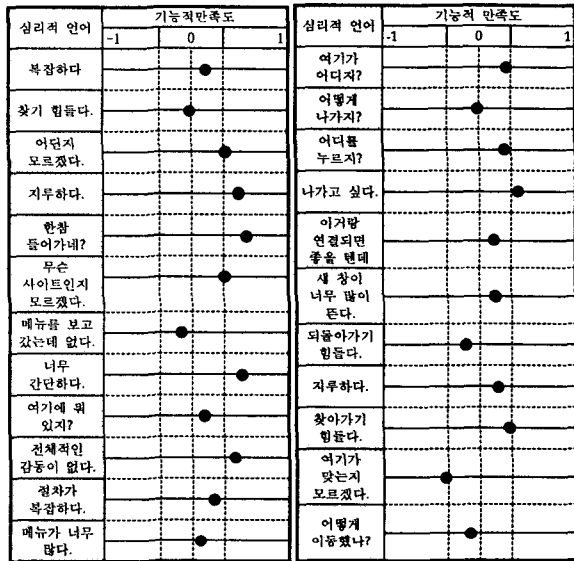 심리적 언어
기능적만족도
-1
0
1
복잡하다
찾기 힘들다.
어딘지
모르겠다.
지루하다.
한참
들어가네?
무슨
사이트인지
모르겠다.
메뉴를 보고
갔는데 없다.
너무
간단하다.
여기에 뭐
있지?
전체적인
감동이 없다.
절차가
복잡하다.
메뉴가 너무
많다.
심리적 언어
기능적 만족도
-1
0
1
여기가
어디지?
어떻게
나가지?
어디를
누르지?
나가고 싶다.
이거랑
연결되면
좋을 텐데
새 창이
너무 많이
뜬다.
되돌아가기
힘들다.
지루하다.
찾아가기
힘들다.
여기가
맞는지
모르겠다.
어떻게
이동했나?